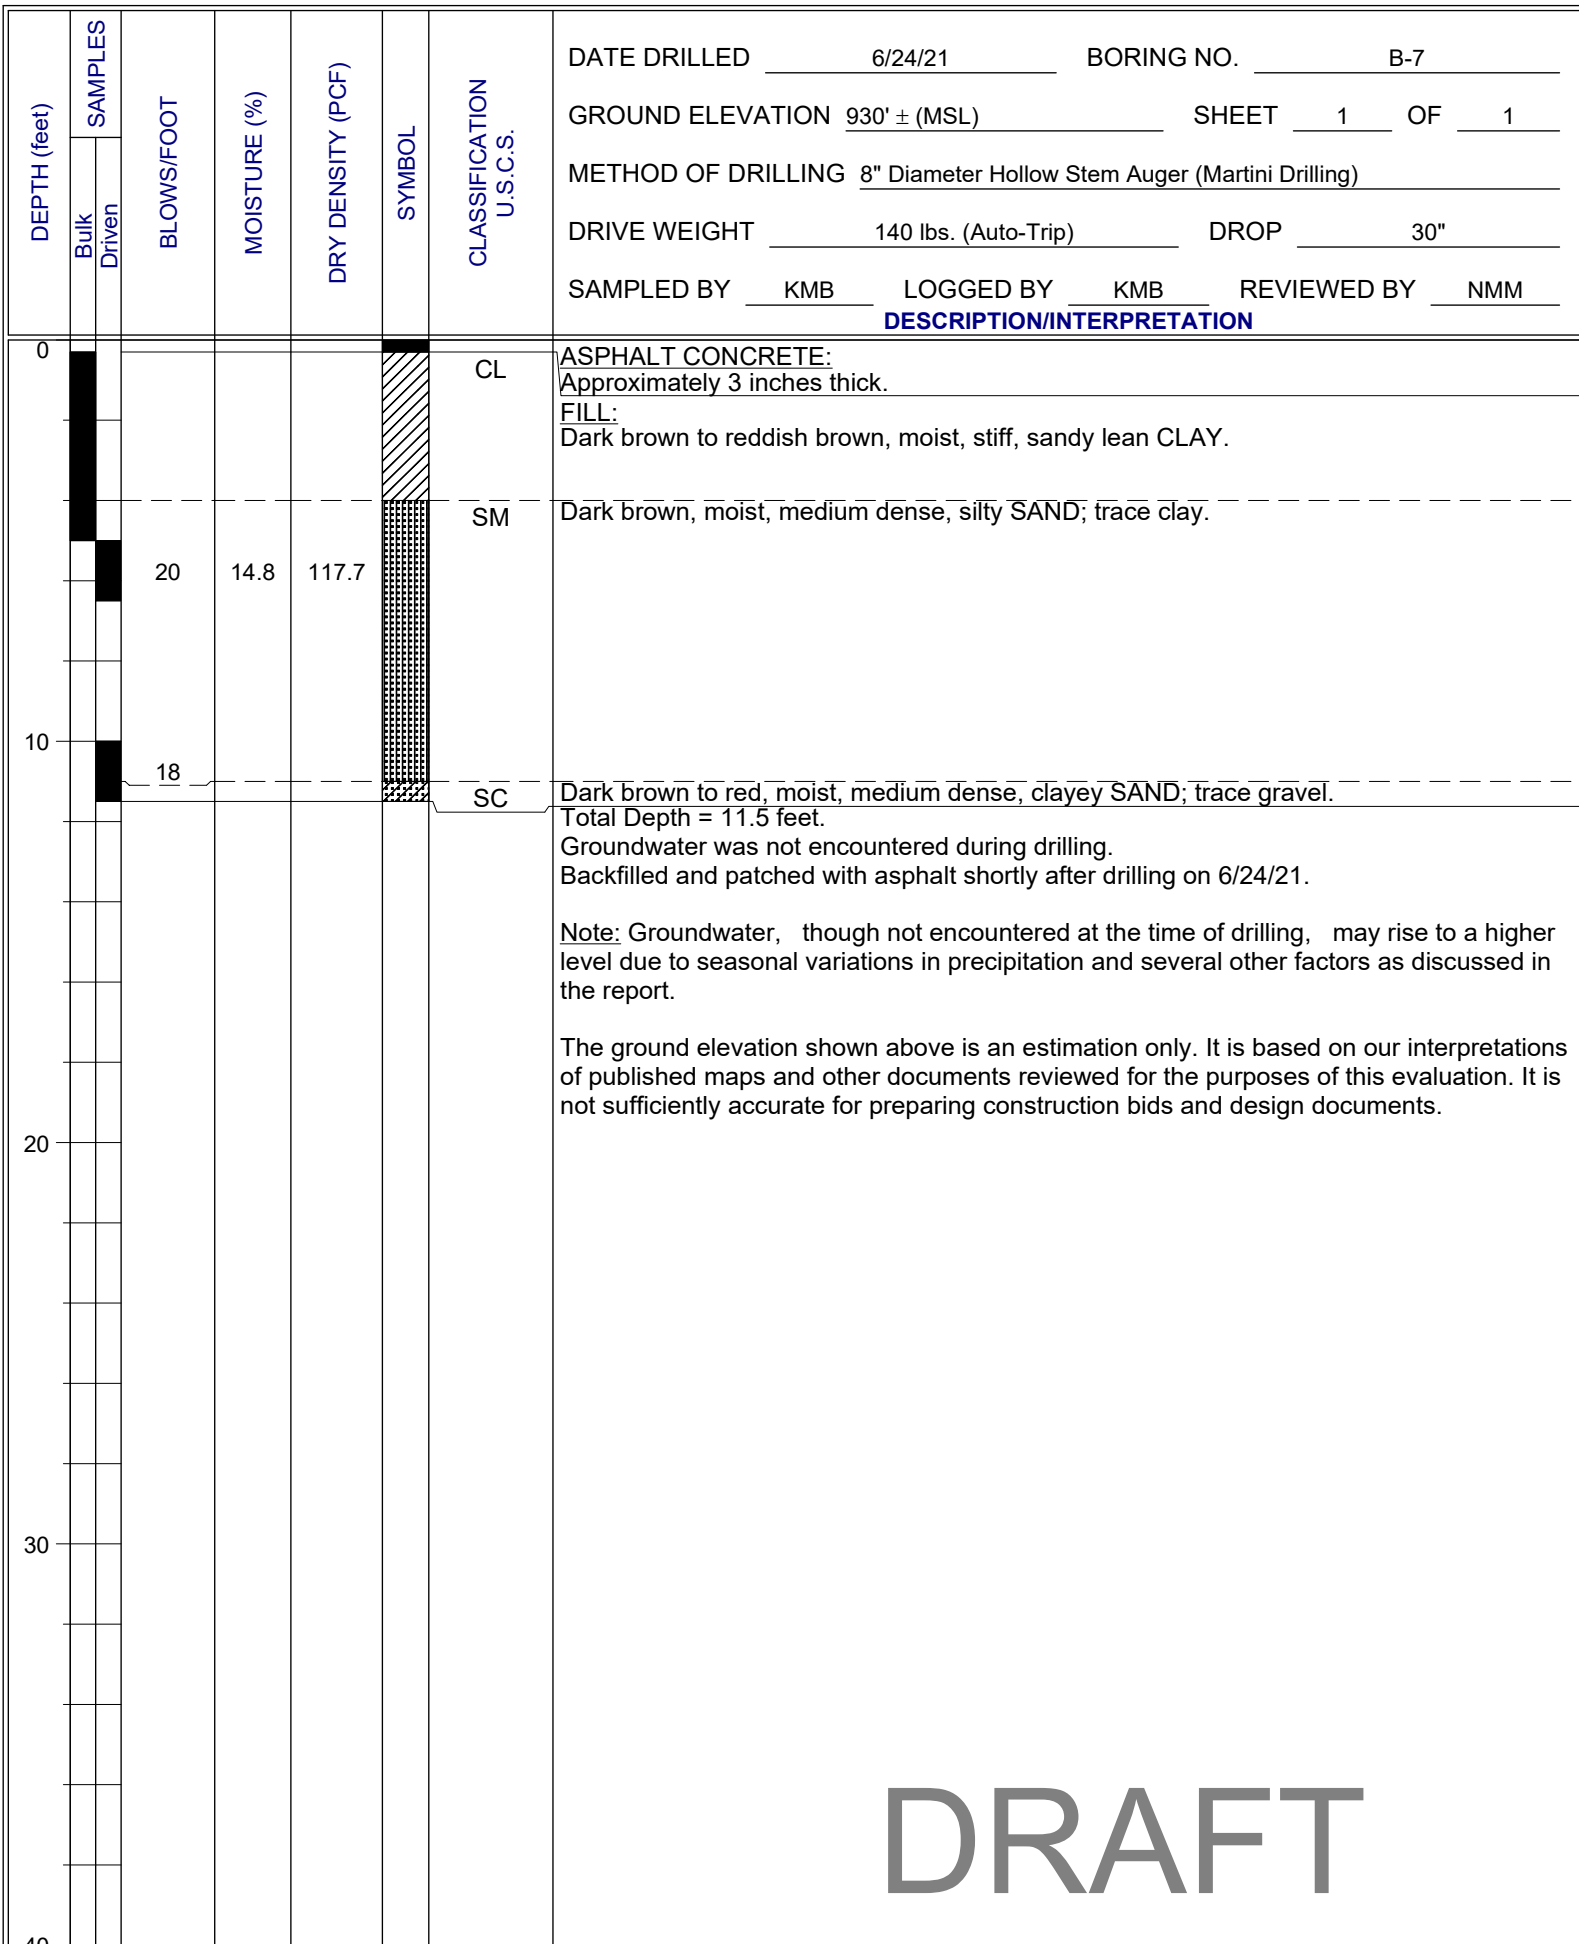 DEPTH (feet)
SAMPLES
Bulk
Driven
BLOWS/FOOT
MOISTURE (%)
DRY DENSITY (PCF)
SYMBOL
CLASSIFICATION
U.S.C.S.
DATE DRILLED 6/24/21 BORING NO. B-7
GROUND ELEVATION 930' ± (MSL) SHEET 1 OF 1
METHOD OF DRILLING 8" Diameter Hollow Stem Auger (Martini Drilling)
DRIVE WEIGHT 140 lbs. (Auto-Trip) DROP 30"
SAMPLED BY KMB LOGGED BY KMB REVIEWED BY NMM
DESCRIPTION/INTERPRETATION
0
CL
ASPHALT CONCRETE:
Approximately 3 inches thick.
FILL:
Dark brown to reddish brown, moist, stiff, sandy lean CLAY.
SM Dark brown, moist, medium dense, silty SAND; trace clay.
20 14.8 117.7
10
18
SC Dark brown to red, moist, medium dense, clayey SAND; trace gravel.
Total Depth = 11.5 feet.
Groundwater was not encountered during drilling.
Backfilled and patched with asphalt shortly after drilling on 6/24/21.
Note: Groundwater, though not encountered at the time of drilling, may rise to a higher
level due to seasonal variations in precipitation and several other factors as discussed in
the report.
The ground elevation shown above is an estimation only. It is based on our interpretations
of published maps and other documents reviewed for the purposes of this evaluation. It is
not sufficiently accurate for preparing construction bids and design documents.
20
30
DRAFT
40